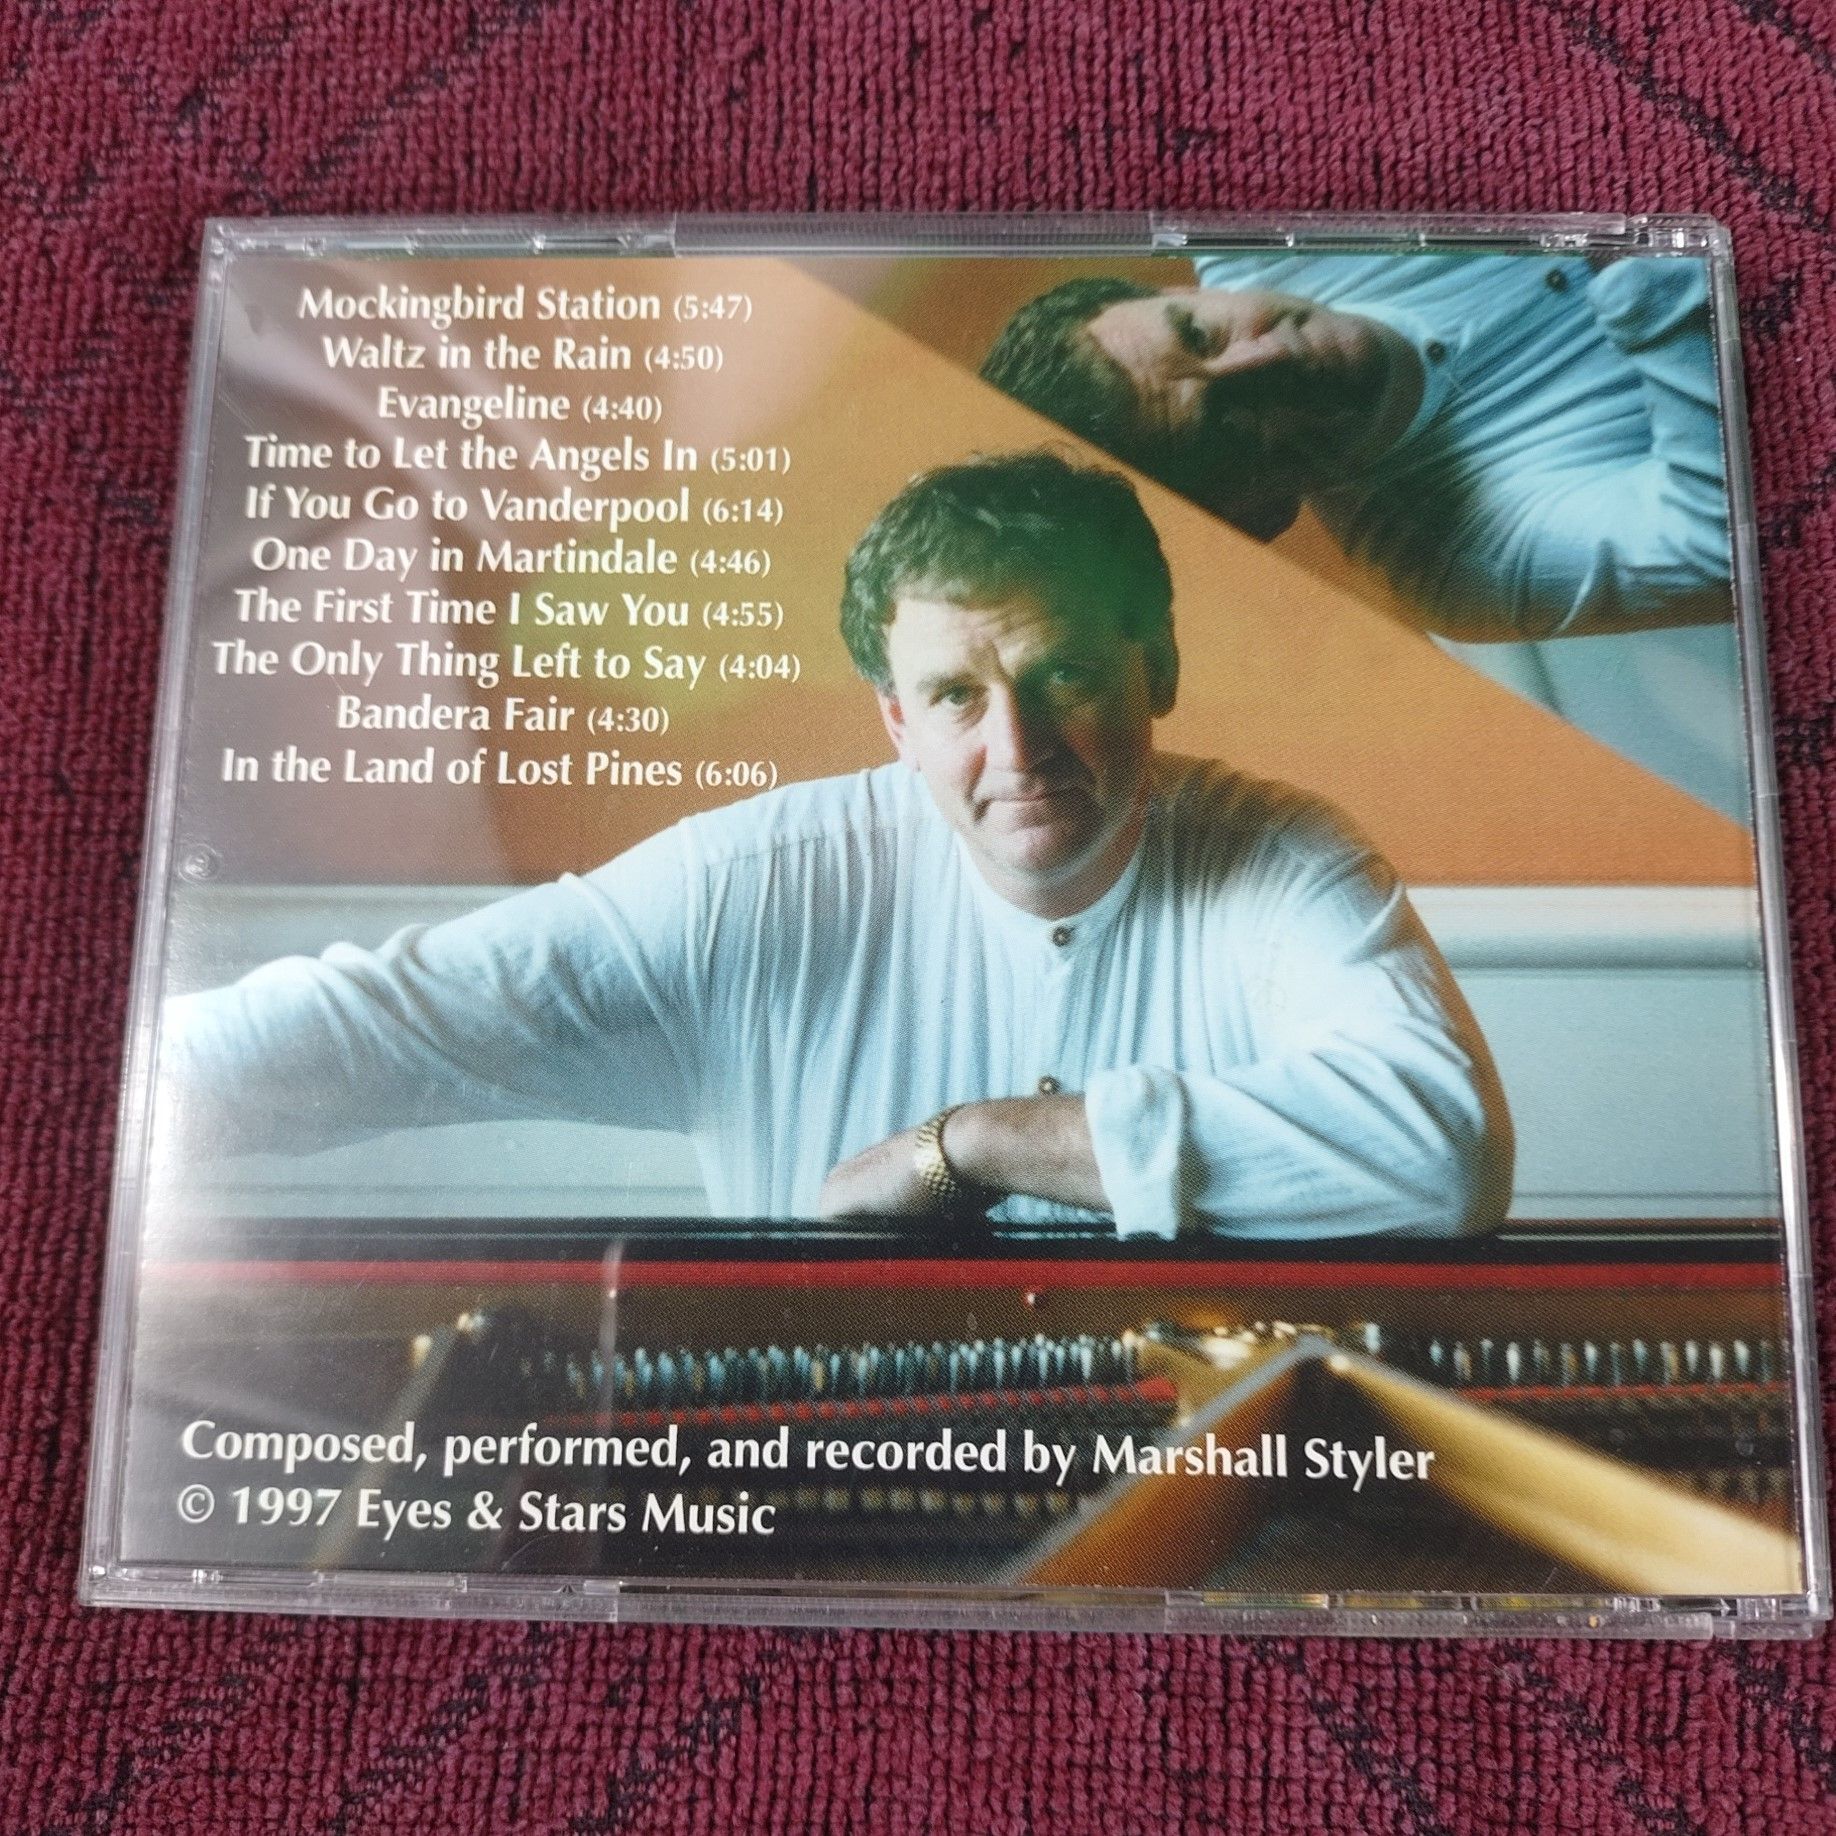 Mockingbird Station (5:47)
Waltz in the Rain (4:50)
Evangeline (4:40)
Time to Let the Angels In (5:01)
If You Go to Vanderpool (6:14)
One Day in Martindale (4:46)
The First Time I Saw You (4:55)
The Only Thing Left to Say (4:04)
Bandera Fair (4:30)
In the Land of Lost Pines (6:06)
Composed, performed, and recorded by Marshall Styler
© 1997 Eyes & Stars Music